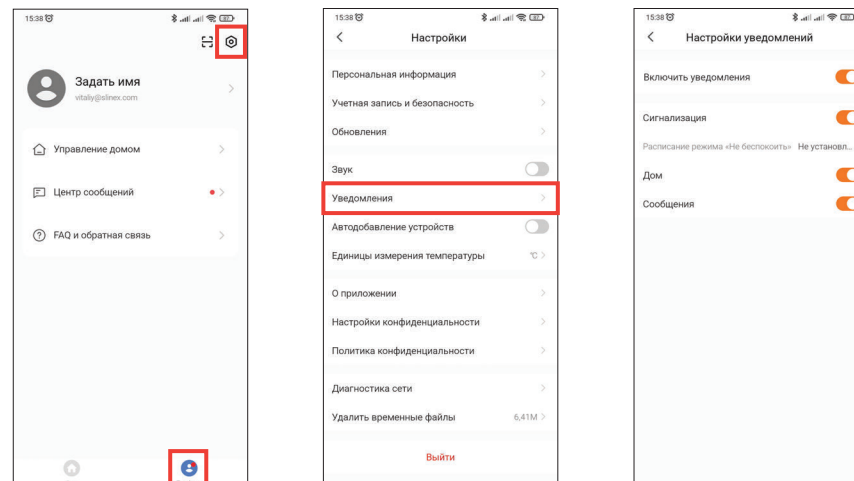 15:38
Задать имя
vitaliy@slinex.com
Управление домом
Центр сообщений
FAQ и обратная связь
15:38
Настройки
Персональная информация
Учетная запись и безопасность
Обновления
Звук
Уведомления
Автодобавление устройств
Единицы измерения температуры °C
О приложении
Настройки конфиденциальности
Политика конфиденциальности
Диагностика сети
Удалить временные файлы 6,41M
Выйти
15:38
Настройки уведомлений
Включить уведомления
Сигнализация
Расписание режима «Не беспокоить» Не установл...
Дом
Сообщения